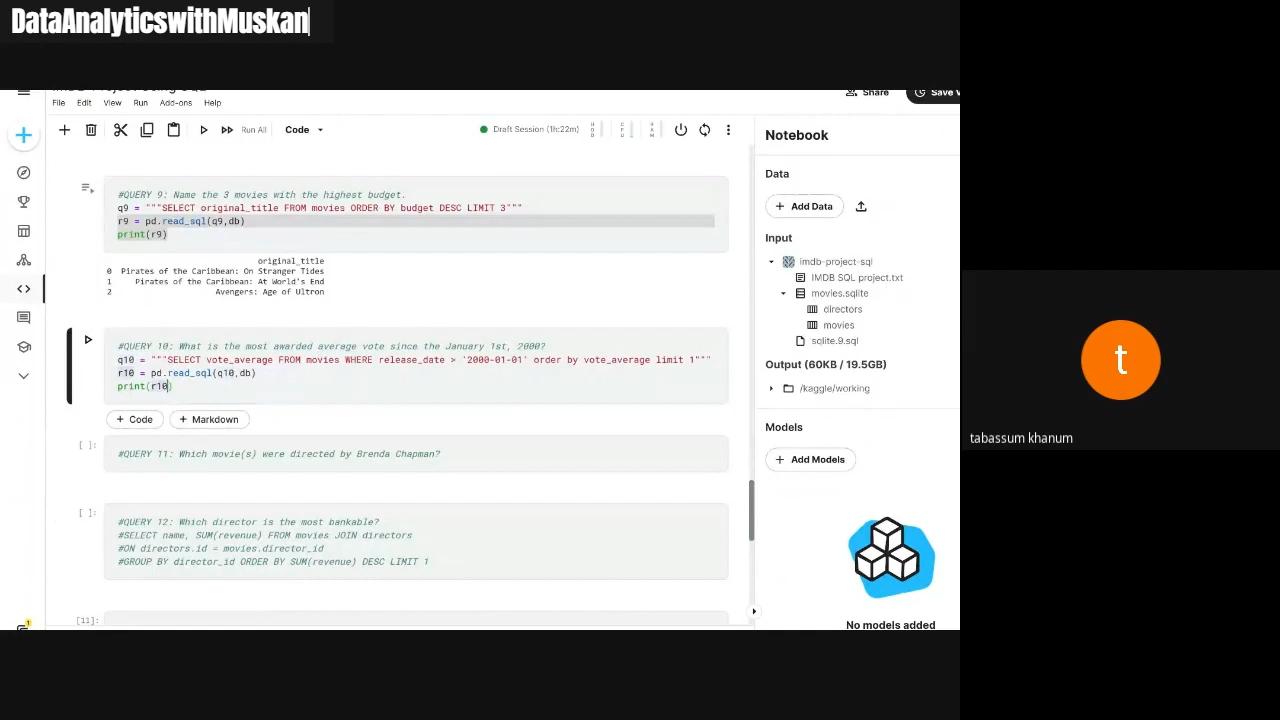 DataAnalyticswithMuskan
File Edit View Run Add-ons Help
Share
Save V
Run All
Code
Draft Session (1h:22m)
Notebook
Data
Add Data
Input
imdb-project-sql
IMDB SQL project.txt
movies.sqlite
directors
movies
sqlite.9.sql
Output (60KB / 19.5GB)
/kaggle/working
Models
Add Models
No models added
#QUERY 9: Name the 3 movies with the highest budget.
q9 = """SELECT original_title FROM movies ORDER BY budget DESC LIMIT 3"""
r9 = pd.read_sql(q9,db)
print(r9)
original_title
0 Pirates of the Caribbean: On Stranger Tides
1 Pirates of the Caribbean: At World's End
2 Avengers: Age of Ultron
#QUERY 10: What is the most awarded average vote since the January 1st, 2000?
q10 = """SELECT vote_average FROM movies WHERE release_date > '2000-01-01' order by vote_average limit 1"""
r10 = pd.read_sql(q10,db)
print(r10)
+ Code + Markdown
[ ]:
#QUERY 11: Which movie(s) were directed by Brenda Chapman?
[ ]:
#QUERY 12: Which director is the most bankable?
#SELECT name, SUM(revenue) FROM movies JOIN directors
#ON directors.id = movies.director_id
#GROUP BY director_id ORDER BY SUM(revenue) DESC LIMIT 1
[11]:
t
tabassum khanum